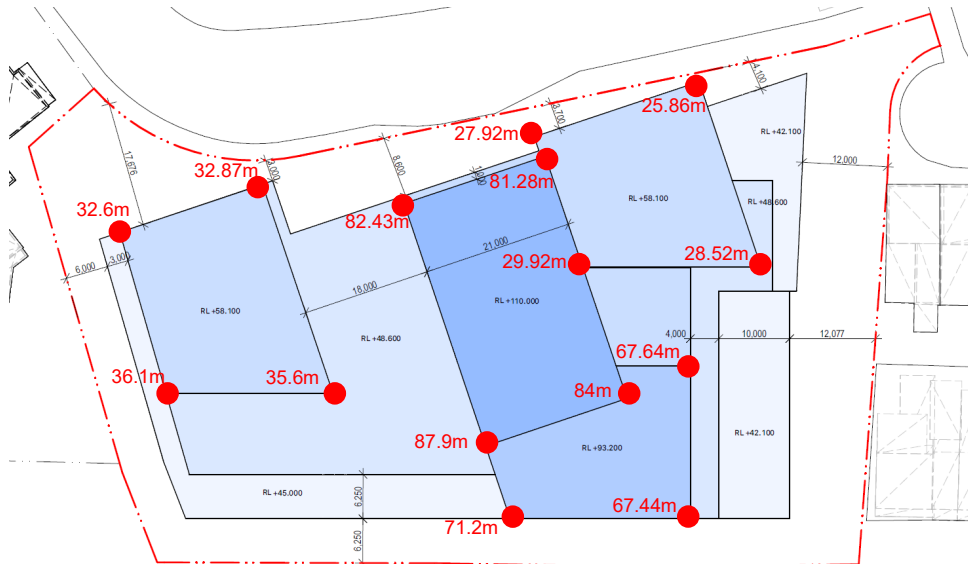 4,100
25.86m
3,700
27.92m
RL +42.100
8,600
17,676
3,000
32.87m
12,000
81.28m
32.6m
82.43m
RL +58.100
RL +48.600
21,000
6,000
3,000
29.92m
28.52m
18,000
RL +110.000
RL +58.100
RL +48.600
4,000
10,000
12,077
67.64m
36.1m
35.6m
84m
87.9m
RL +93.200
RL +42.100
RL +45.000
6,250
71.2m
67.44m
6,250